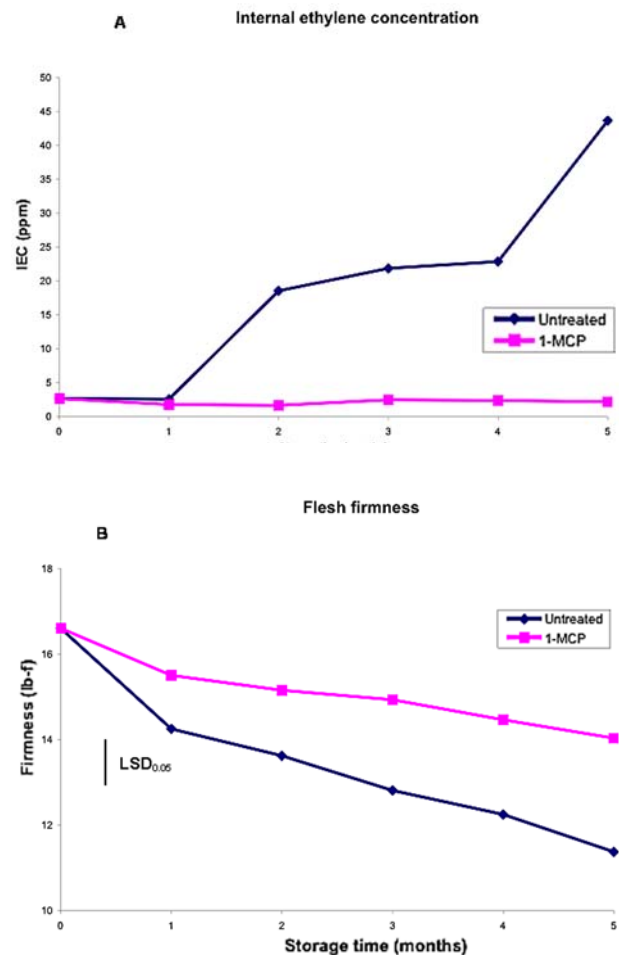 A
Internal ethylene concentration
50
45
40
35
30
25
20
15
10
5
0
IEC (ppm)
Untreated
1-MCP
0 1 2 3 4 5
Flesh firmness
B
18
16
14
12
10
Firmness (lb-f)
Untreated
1-MCP
LSD0.05
0 1 2 3 4 5
Storage time (months)